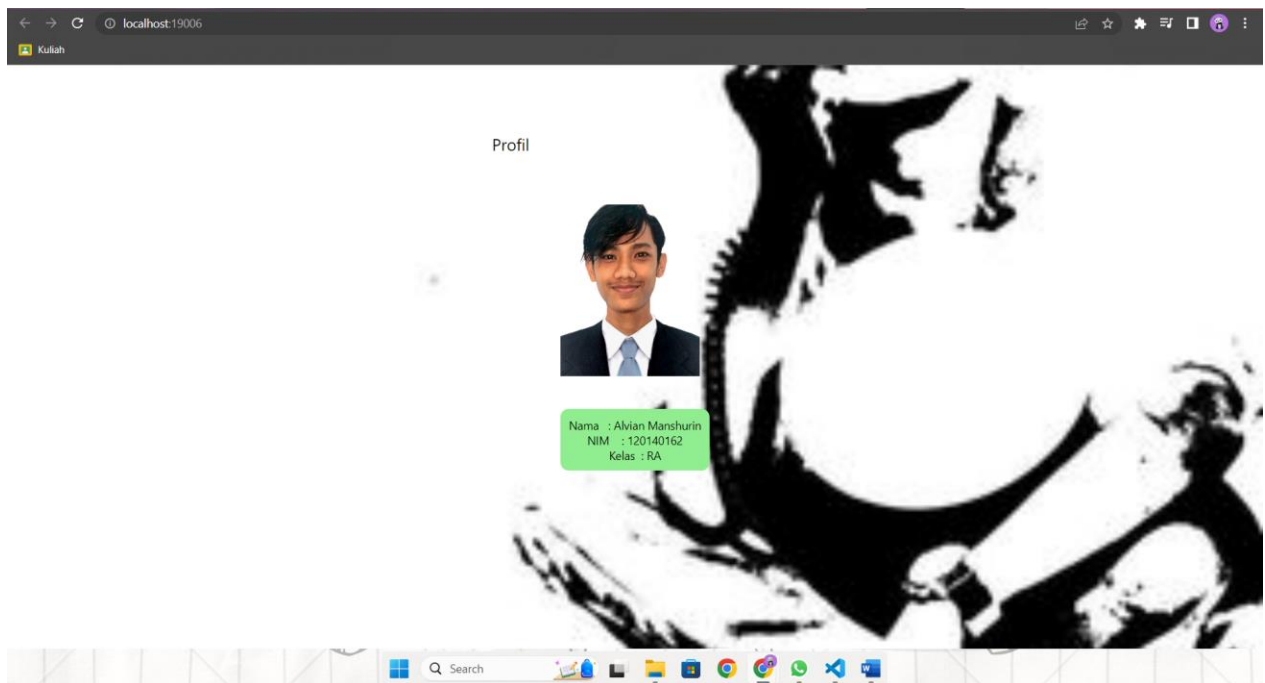 localhost:19006
Kuliah
Profil
Nama : Alvian Manshurin
NIM : 120140162
Kelas : RA
Search